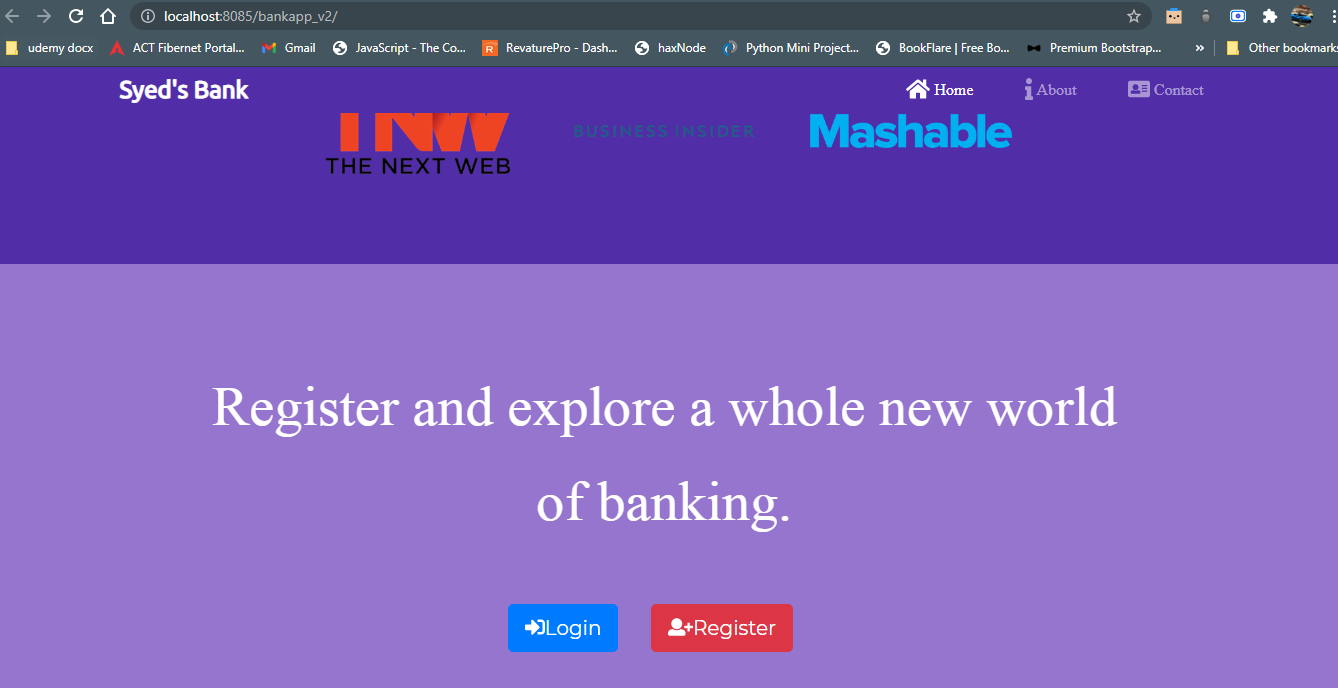 localhost:8085/bankapp_v2/
udemy docx ACT Fibernet Portal... Gmail JavaScript - The Co... R RevaturePro - Dash... haxNode Python Mini Project... BookFlare | Free Bo... Premium Bootstrap... » Other bookmarks
Syed's Bank Home About Contact
TNW BUSINESS INSIDER Mashable
THE NEXT WEB
Register and explore a whole new world
of banking.
Login Register